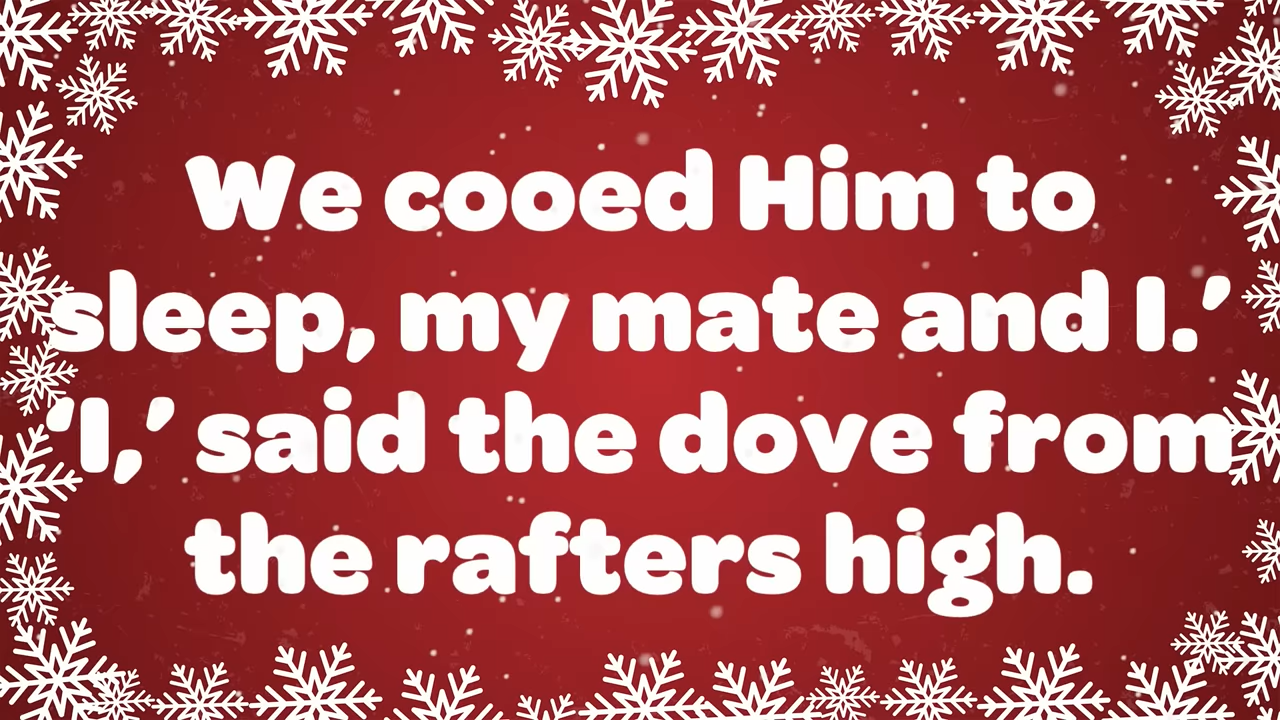 We cooed Him to
sleep, my mate and I.’
‘I,’ said the dove from
the rafters high.